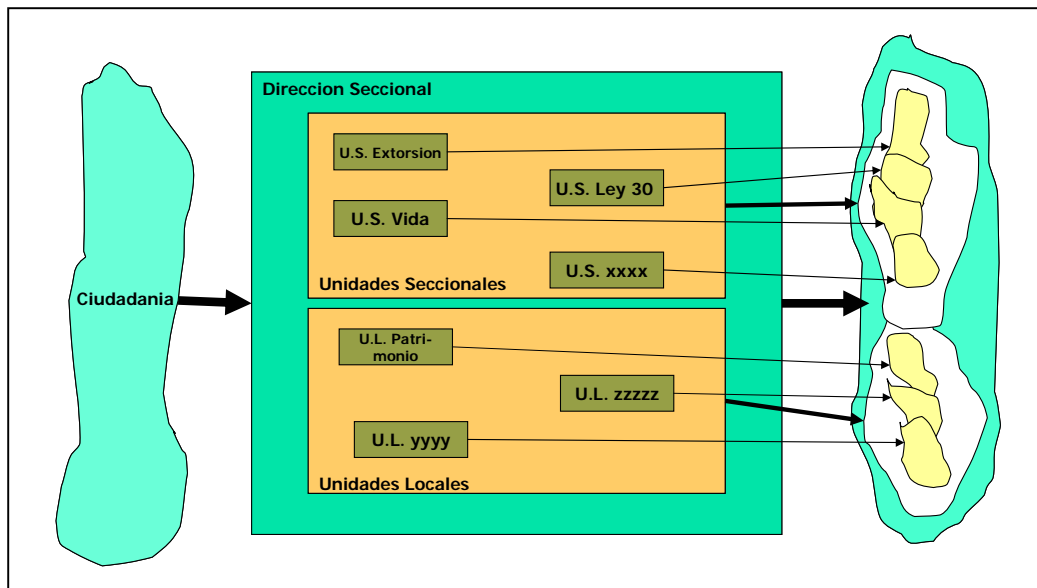 Direccion Seccional
U.S. Extorsion
U.S. Ley 30
U.S. Vida
U.S. xxxx
Unidades Seccionales
Ciudadania
U.L. Patri-
monio
U.L. zzzzz
U.L. yyyy
Unidades Locales